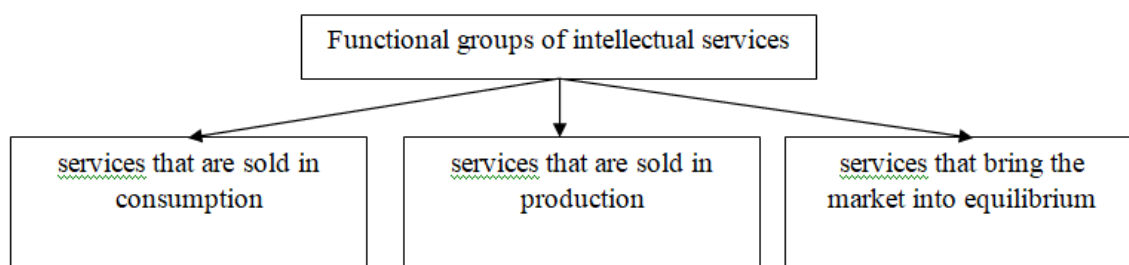 Functional groups of intellectual services
services that are sold in
consumption
services that are sold in
production
services that bring the
market into equilibrium